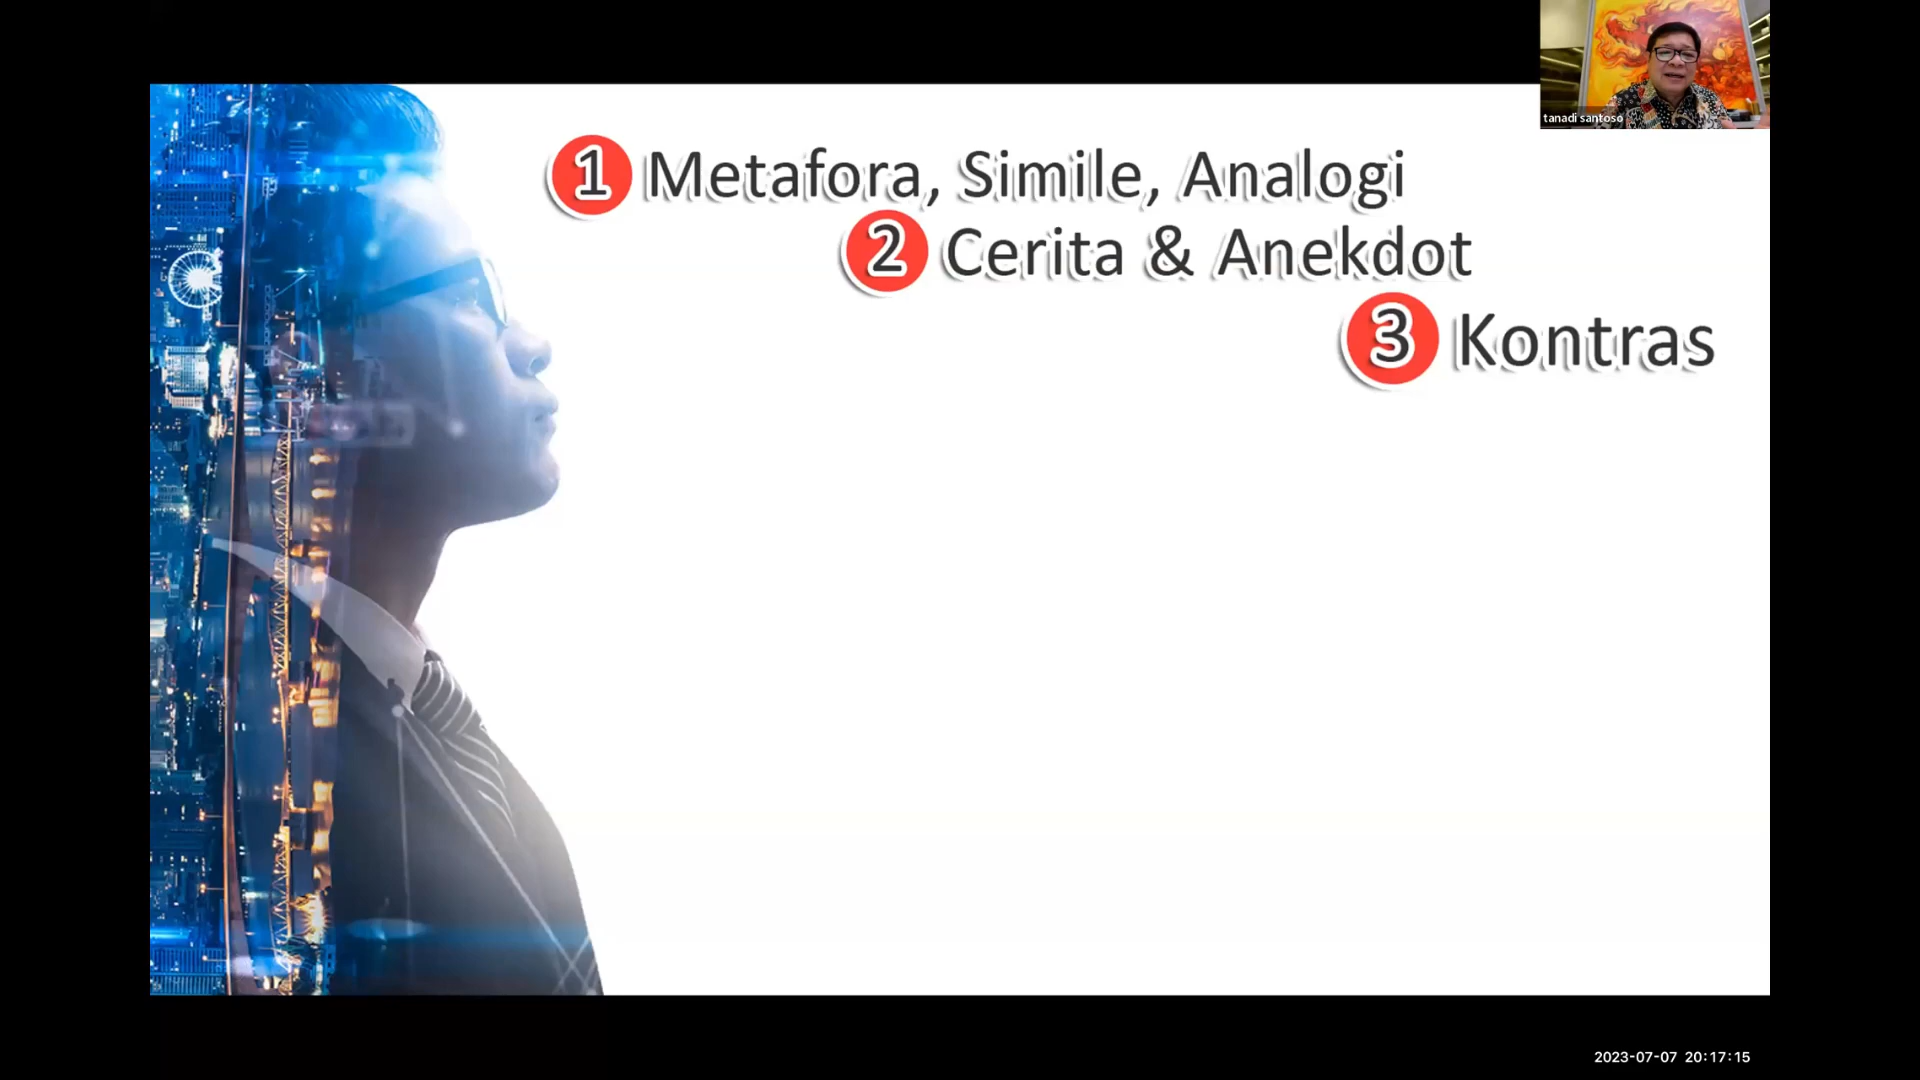 tanadi santoso
1 Metafora, Simile, Analogi
2 Cerita & Anekdot
3 Kontras
2023-07-07 20:17:15